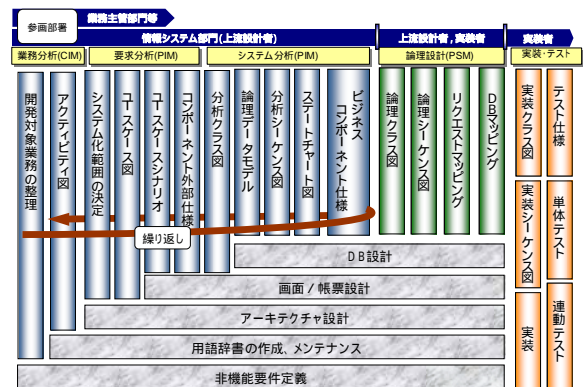 参画部署
業務主管部門等
情報システム部門(上流設計者)
上流設計者，実装者
実装者
業務分析(CIM)
要求分析(PIM)
システム分析(PIM)
論理設計(PSM)
実装・テスト
開発対象業務の整理
アクティビティ図
システム化範囲の決定
ユースケース図
ユースケースシナリオ
コンポーネント外部仕様
分析クラス図
論理データモデル
分析シーケンス図
ステートチャート図
ビジネス
コンポーネント仕様
論理クラス図
論理シーケンス図
リクエストマッピング
DBマッピング
実装クラス図
テスト仕様
実装シーケンス図
単体テスト
実装
連動テスト
繰り返し
DB設計
画面 / 帳票設計
アーキテクチャ設計
用語辞書の作成、メンテナンス
非機能要件定義